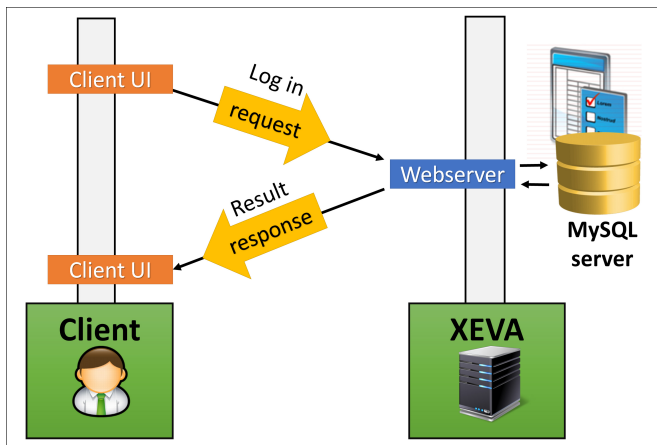 Client UI
Log in
request
Webserver
Result
response
Client UI
MySQL
server
Client
XEVA